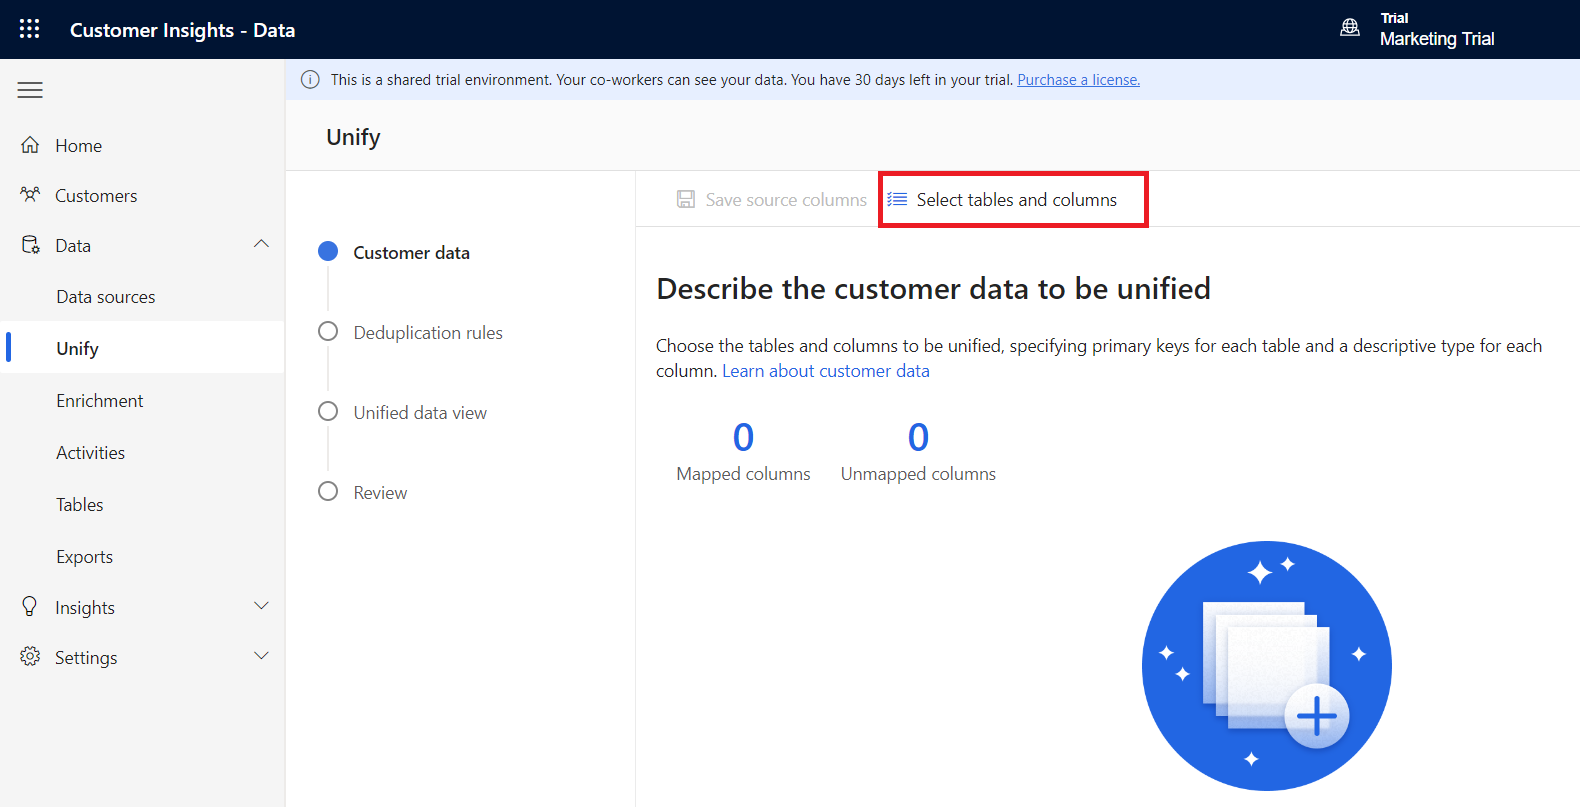 Customer Insights - Data
Trial
Marketing Trial
This is a shared trial environment. Your co-workers can see your data. You have 30 days left in your trial. Purchase a license.
Home
Customers
Data
Data sources
Unify
Enrichment
Activities
Tables
Exports
Insights
Settings
Unify
Customer data
Deduplication rules
Unified data view
Review
Save source columns
Select tables and columns
Describe the customer data to be unified
Choose the tables and columns to be unified, specifying primary keys for each table and a descriptive type for each
column. Learn about customer data
0
Mapped columns
0
Unmapped columns